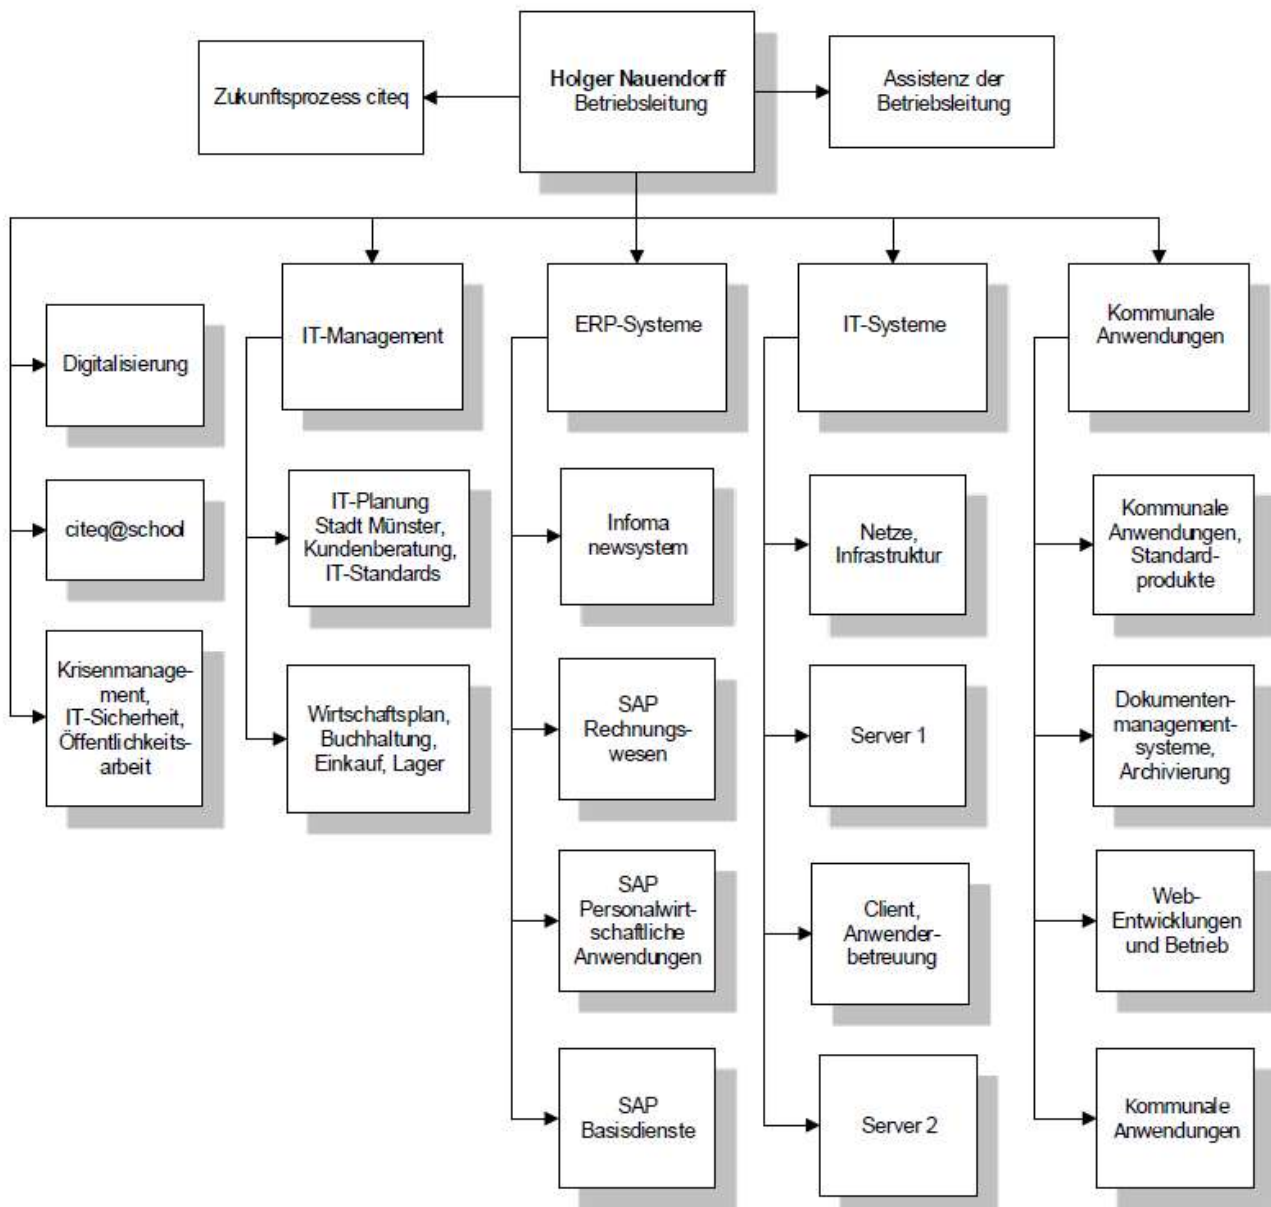 Zukunftsprozess citeq
Holger Nauendorff
Betriebsleitung
Assistenz der
Betriebsleitung
Digitalisierung
citeq@school
Krisenmanage-
ment,
IT-Sicherheit,
Öffentlichkeits-
arbeit
IT-Management
IT-Planung
Stadt Münster,
Kundenberatung,
IT-Standards
Wirtschaftsplan,
Buchhaltung,
Einkauf, Lager
ERP-Systeme
Infoma
newsystem
SAP
Rechnungs-
wesen
SAP
Personalwirt-
schaftliche
Anwendungen
SAP
Basisdienste
IT-Systeme
Netze,
Infrastruktur
Server 1
Client,
Anwender-
betreuung
Server 2
Kommunale
Anwendungen
Kommunale
Anwendungen,
Standard-
produkte
Dokumenten-
management-
systeme,
Archivierung
Web-
Entwicklungen
und Betrieb
Kommunale
Anwendungen